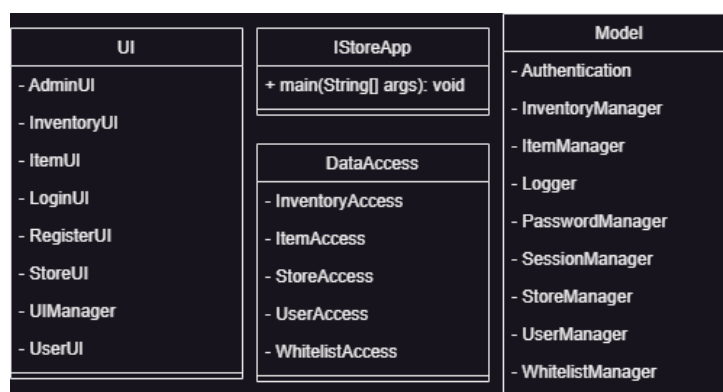 UI
- AdminUI
- InventoryUI
- ItemUI
- LoginUI
- RegisterUI
- StoreUI
- UIManager
- UserUI
IStoreApp
+ main(String[] args): void
DataAccess
- InventoryAccess
- ItemAccess
- StoreAccess
- UserAccess
- WhitelistAccess
Model
- Authentication
- InventoryManager
- ItemManager
- Logger
- PasswordManager
- SessionManager
- StoreManager
- UserManager
- WhitelistManager